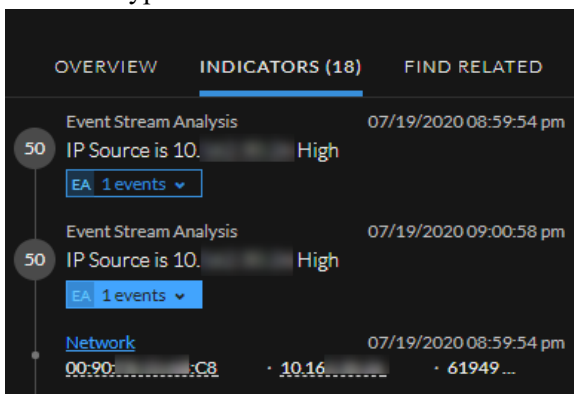 OVERVIEW INDICATORS (18) FIND RELATED
Event Stream Analysis 07/19/2020 08:59:54 pm
50 IP Source is 10. High
EA 1 events
Event Stream Analysis 07/19/2020 09:00:58 pm
50 IP Source is 10. High
EA 1 events
Network 07/19/2020 08:59:54 pm
00:90: :C8 · 10.16 · 61949 ...